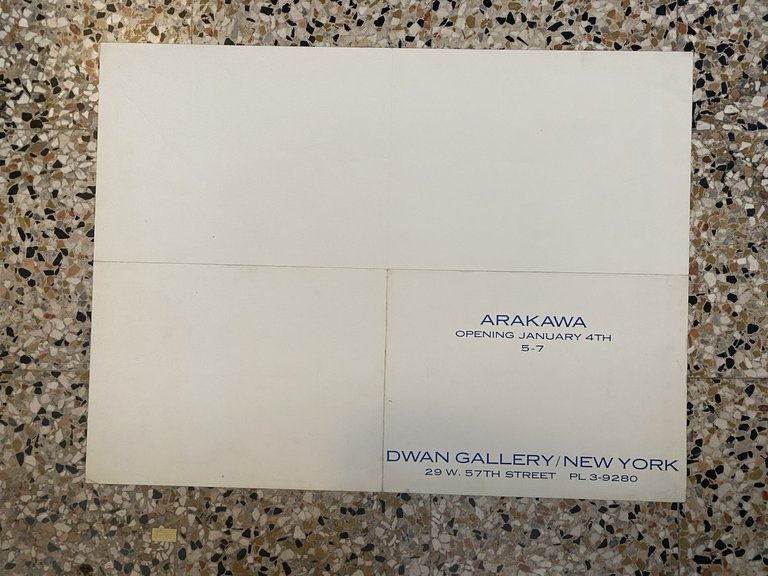 ARAKAWA
OPENING JANUARY 4TH
5-7
DWAN GALLERY/NEW YORK
29 W. 57TH STREET PL 3-9280